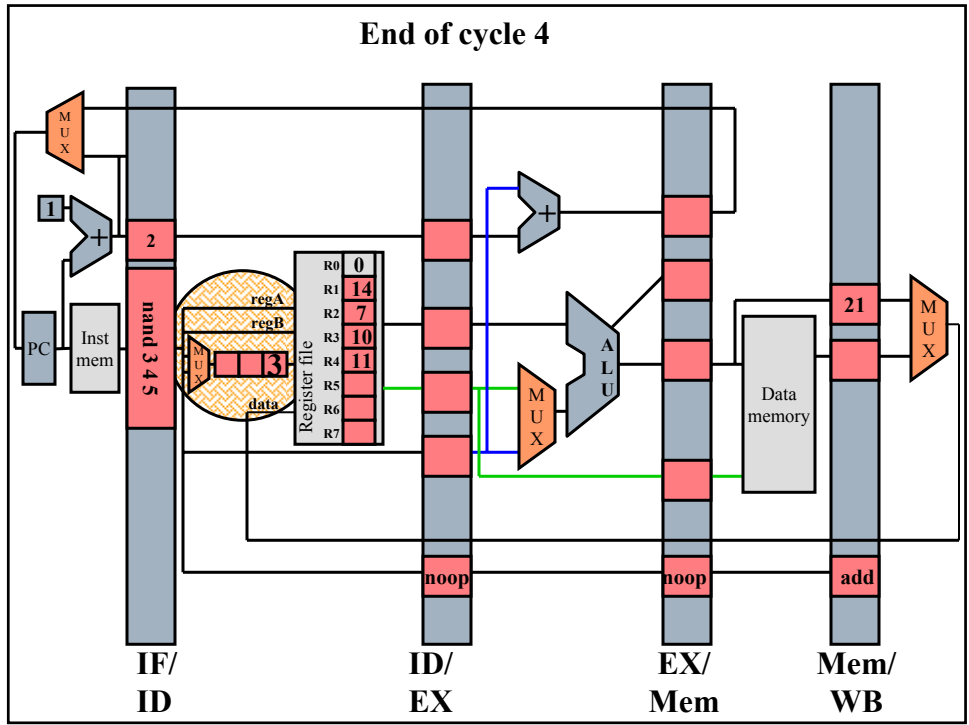 End of cycle 4
M
U
X
1
+
2
+
R0 0
R1 14
R2 7
R3 10
R4 11
R5
R6
R7
Register file
regA
regB
M
U
X
3
data
nand 3 4 5
PC
Inst
mem
M
U
X
A
L
U
Data
memory
21
M
U
X
noop
noop
add
IF/
ID
ID/
EX
EX/
Mem
Mem/
WB